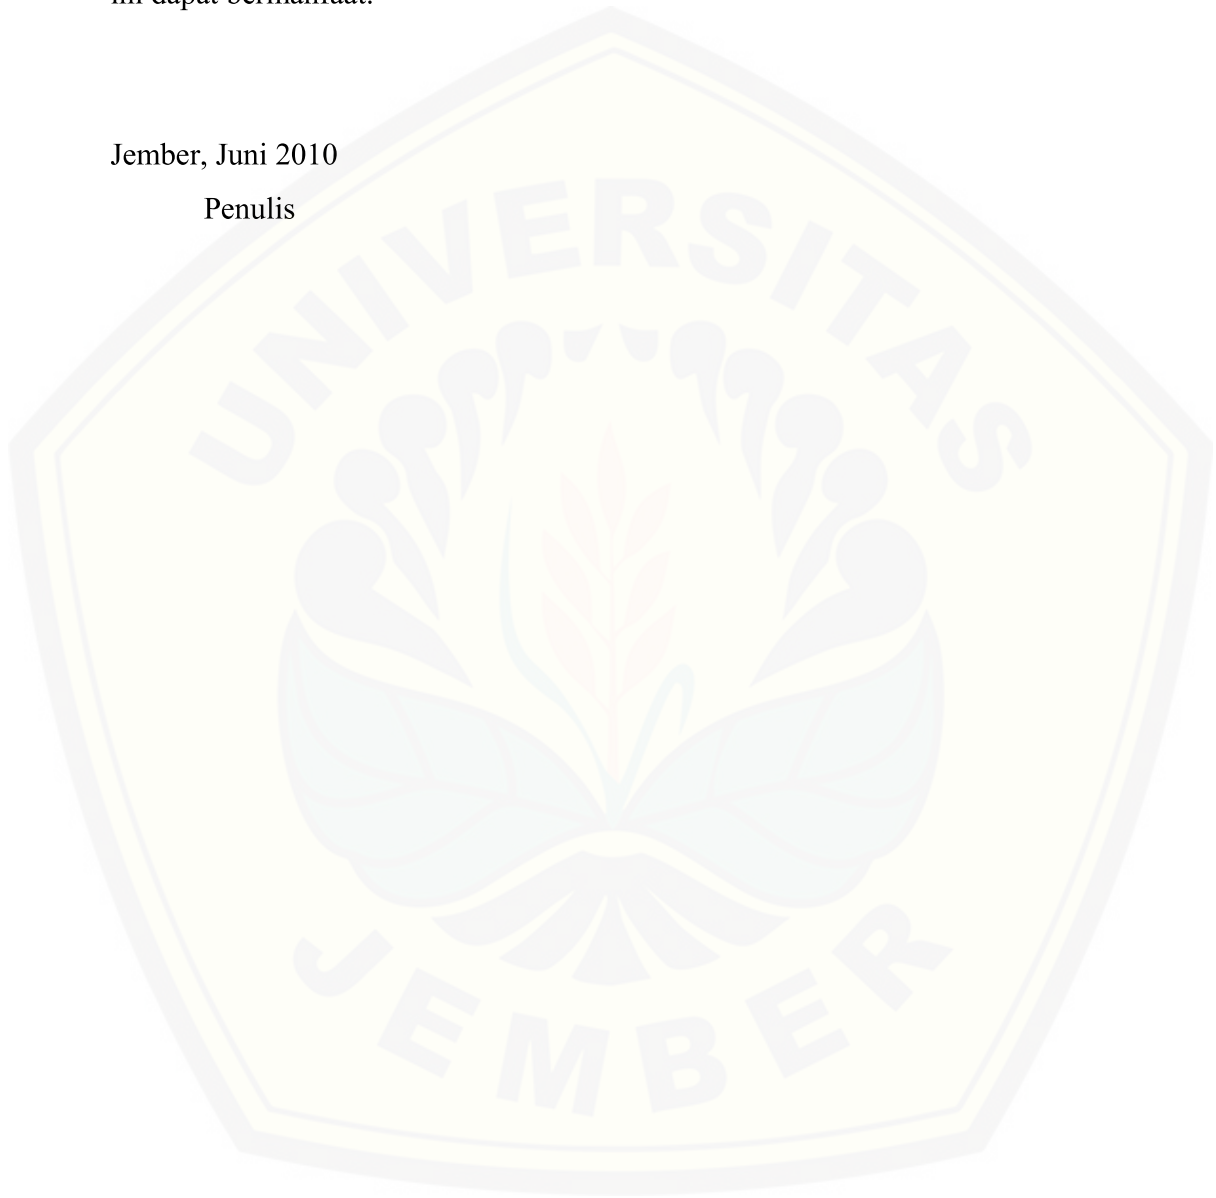 ini dapat bermanfaat.
Jember, Juni 2010
Penulis
UNIVERSITAS
JEMBER